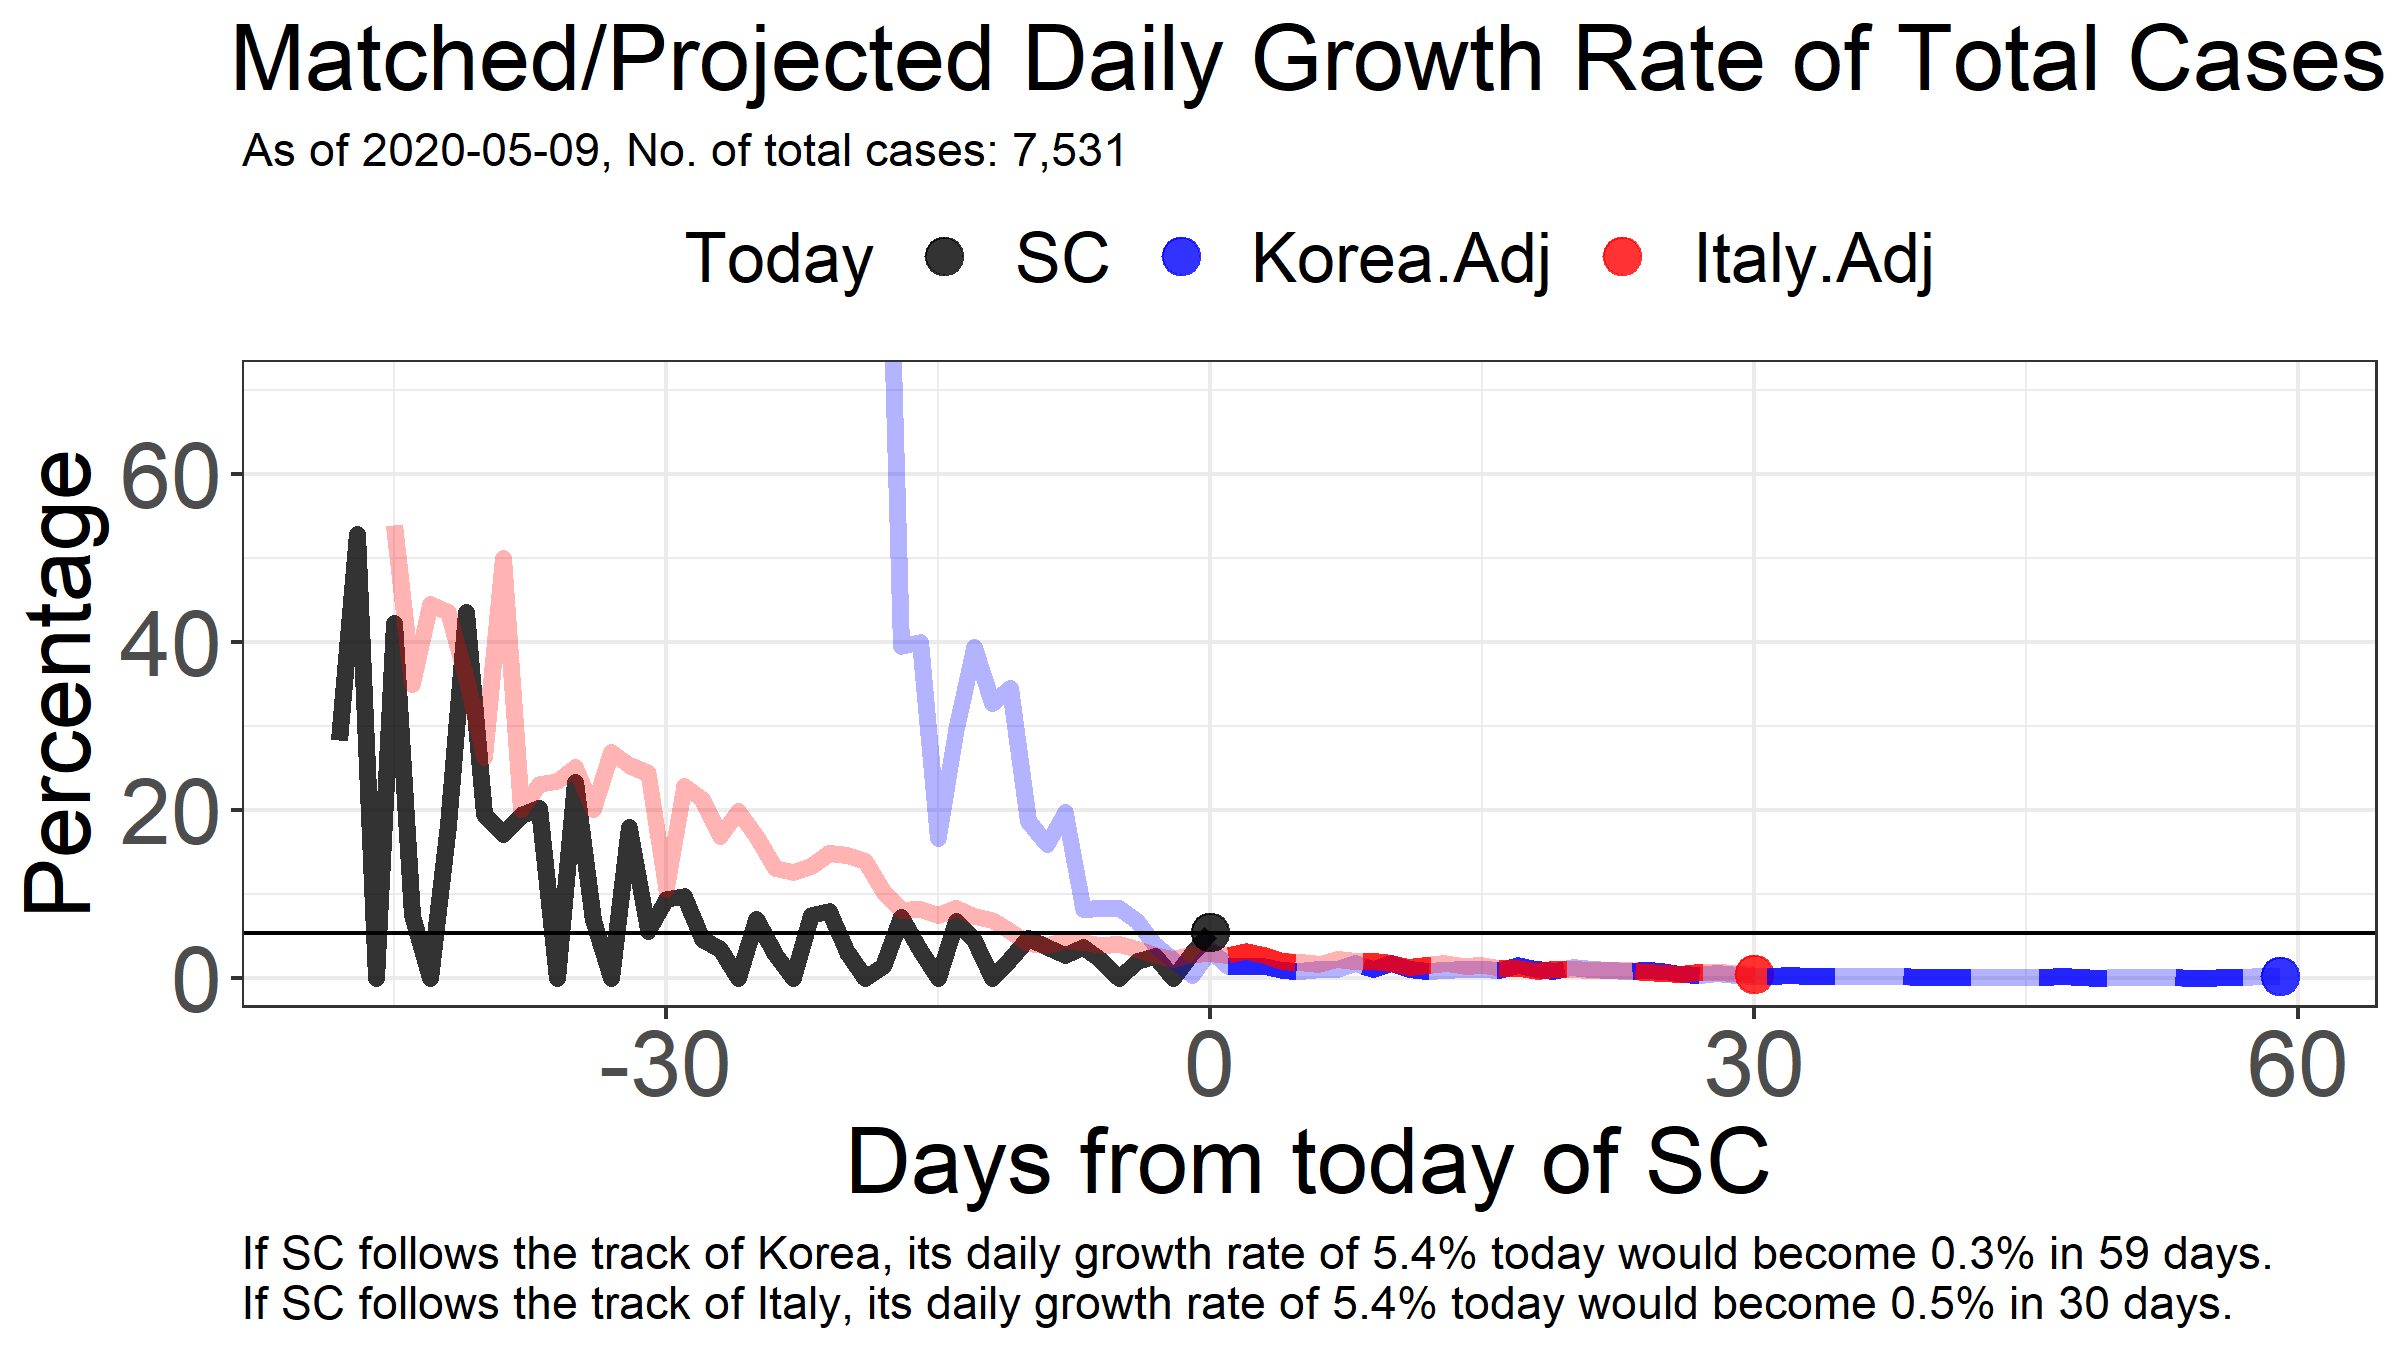 Matched/Projected Daily Growth Rate of Total Cases
As of 2020-05-09, No. of total cases: 7,531
Today SC Korea.Adj Italy.Adj
Percentage
60
40
20
0
-30 0 30 60
Days from today of SC
If SC follows the track of Korea, its daily growth rate of 5.4% today would become 0.3% in 59 days.
If SC follows the track of Italy, its daily growth rate of 5.4% today would become 0.5% in 30 days.